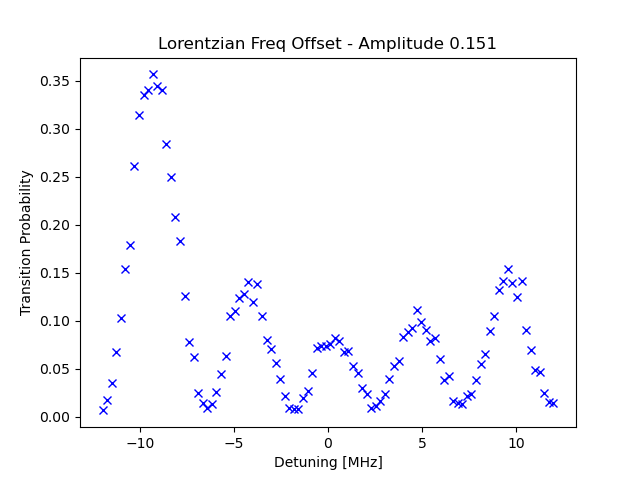 Lorentzian Freq Offset - Amplitude 0.151
0.35
0.30
0.25
0.20
0.15
0.10
0.05
0.00
Transition Probability
−10 −5 0 5 10
Detuning [MHz]